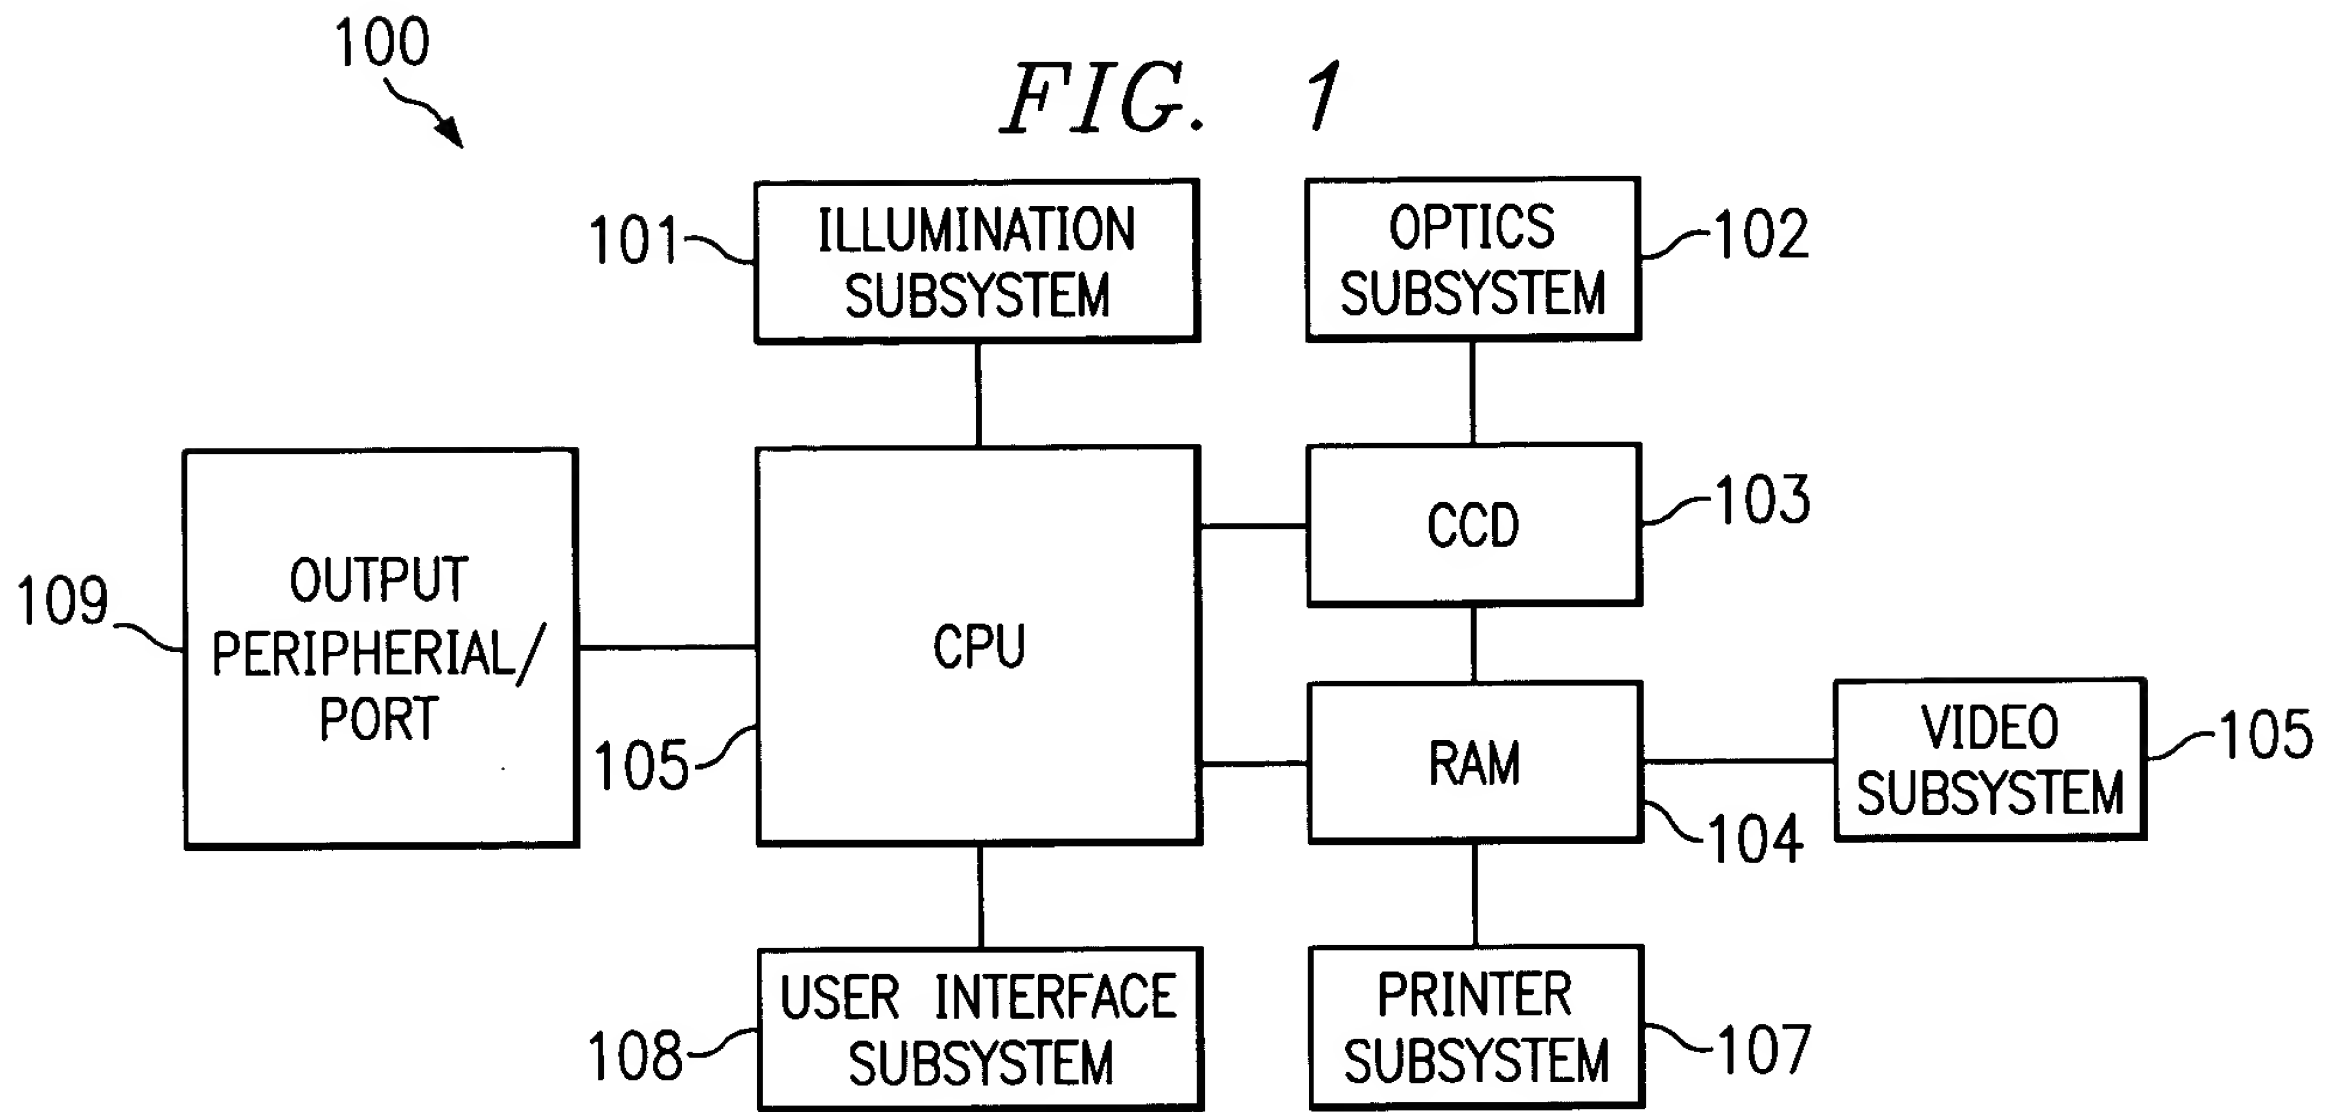 100
FIG. 1
101
ILLUMINATION
SUBSYSTEM
OPTICS
SUBSYSTEM
102
109
OUTPUT
PERIPHERIAL/
PORT
CPU
105
CCD
103
RAM
104
VIDEO
SUBSYSTEM
105
108
USER INTERFACE
SUBSYSTEM
PRINTER
SUBSYSTEM
107